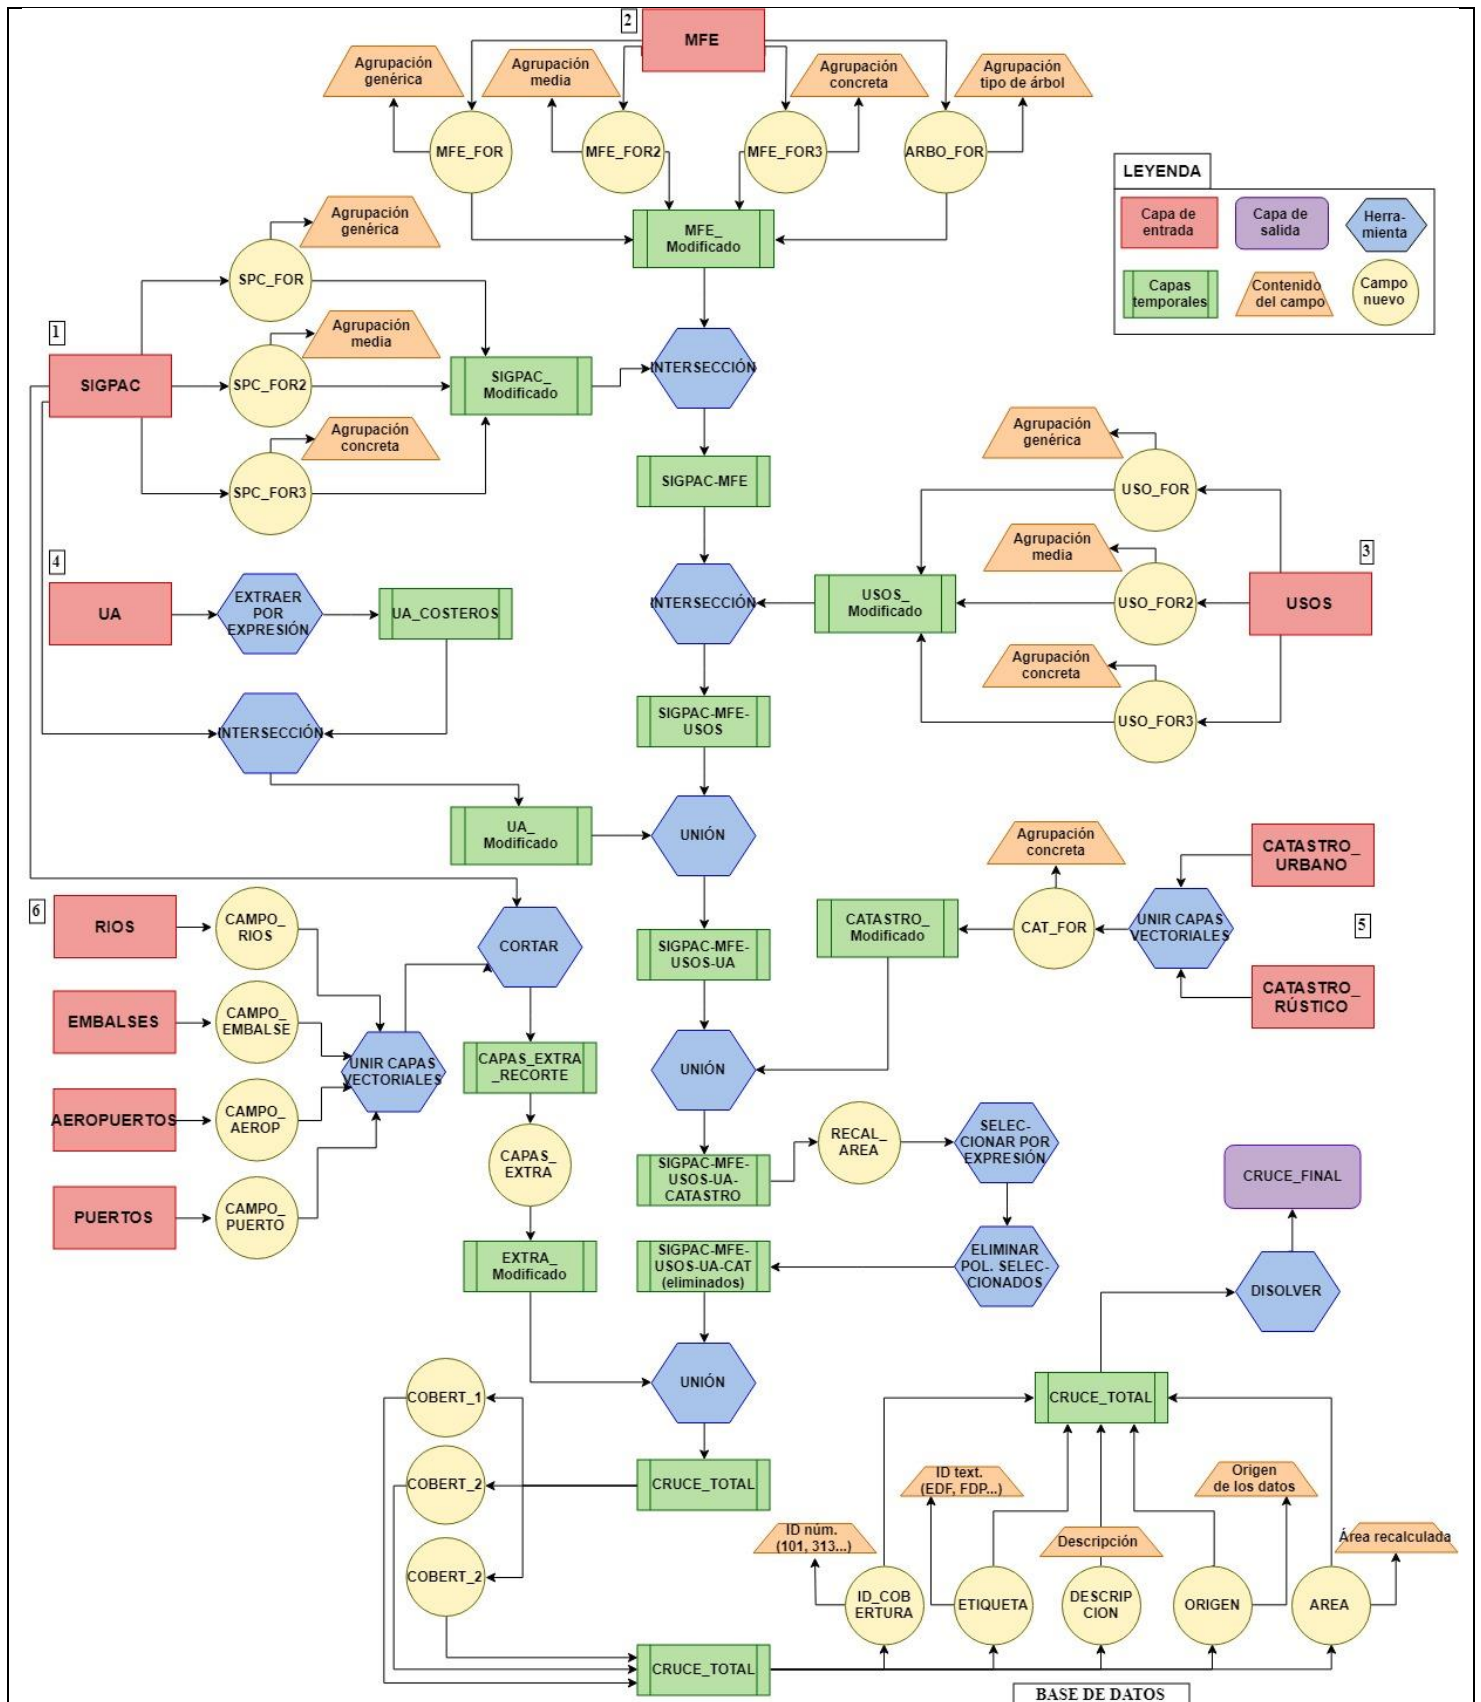 2
MFE
Agrupación
genérica
Agrupación
media
Agrupación
concreta
Agrupación
tipo de árbol
MFE_FOR
MFE_FOR2
MFE_FOR3
ARBO_FOR
MFE_
Modificado
LEYENDA
Capa de
entrada
Capa de
salida
Herra-
mienta
Capas
temporales
Contenido
del campo
Campo
nuevo
Agrupación
genérica
SPC_FOR
1
SIGPAC
Agrupación
media
SPC_FOR2
Agrupación
concreta
SPC_FOR3
SIGPAC_
Modificado
INTERSECCIÓN
SIGPAC-MFE
Agrupación
genérica
USO_FOR
Agrupación
media
USO_FOR2
Agrupación
concreta
USO_FOR3
3
USOS
USOS_
Modificado
INTERSECCIÓN
4
UA
EXTRAER
POR
EXPRESIÓN
UA_COSTEROS
INTERSECCIÓN
SIGPAC-MFE-
USOS
UA_
Modificado
UNIÓN
Agrupación
concreta
CATASTRO_
URBANO
CATASTRO_
Modificado
CAT_FOR
UNIR CAPAS
VECTORIALES
5
CATASTRO_
RÚSTICO
6
RIOS
CAMPO_
RIOS
CORTAR
SIGPAC-MFE-
USOS-UA
EMBALSES
CAMPO_
EMBALSE
UNIR CAPAS
VECTORIALES
CAPAS_EXTRA
_RECORTE
UNIÓN
AEROPUERTOS
CAMPO_
AEROP
CAPAS_
EXTRA
SIGPAC-MFE-
USOS-UA-
CATASTRO
RECAL_
AREA
SELEC-
CIONAR POR
EXPRESIÓN
CRUCE_FINAL
PUERTOS
CAMPO_
PUERTO
EXTRA_
Modificado
SIGPAC-MFE-
USOS-UA-CAT
(eliminados)
ELIMINAR
POL. SELEC-
CIONADOS
DISOLVER
UNIÓN
COBERT_1
COBERT_2
COBERT_2
CRUCE_TOTAL
CRUCE_TOTAL
ID text.
(EDF, FDP...)
Origen
de los datos
ID núm.
(101, 313...)
Descripción
Área recalculada
ID_COB
ERTURA
ETIQUETA
DESCRIP
CION
ORIGEN
AREA
CRUCE_TOTAL
BASE DE DATOS